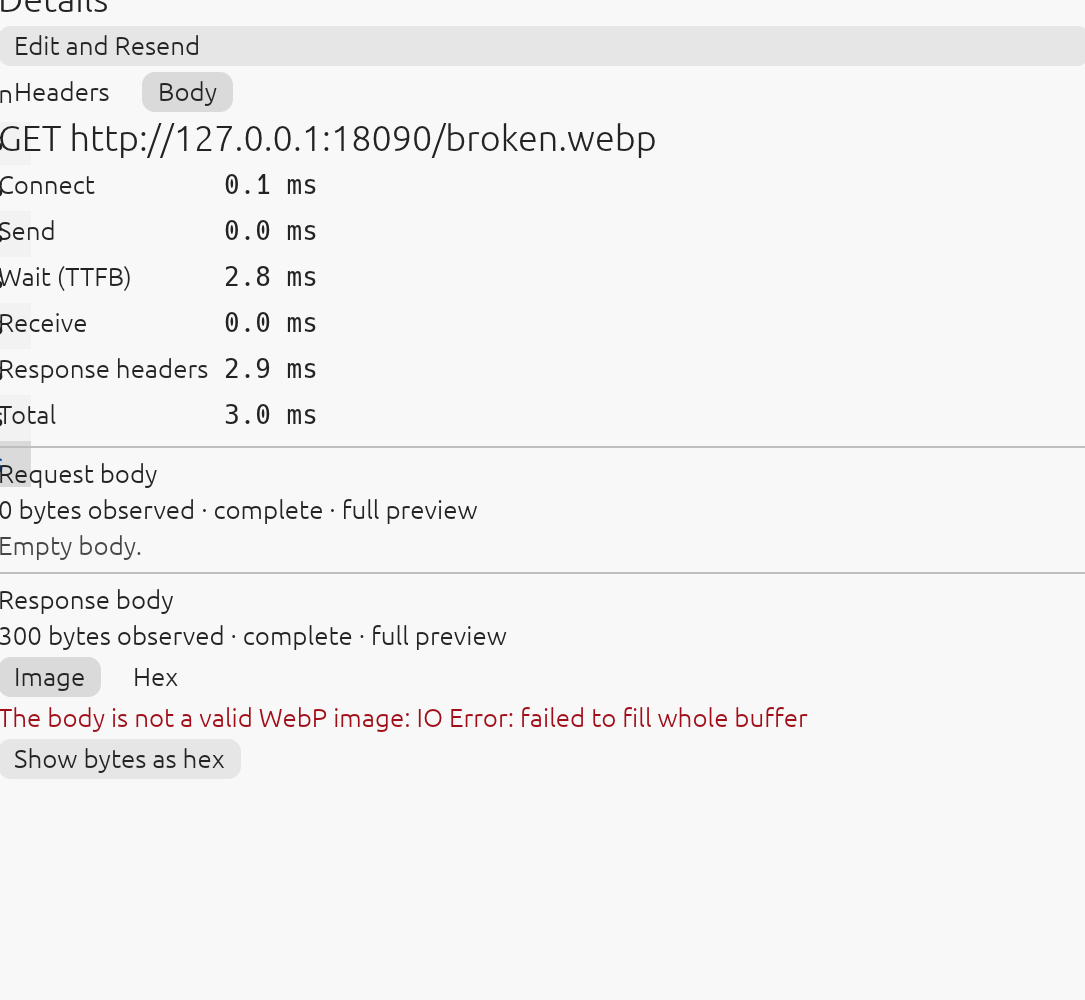 Details
Edit and Resend
Headers Body
GET http://127.0.0.1:18090/broken.webp
Connect 0.1 ms
Send 0.0 ms
Wait (TTFB) 2.8 ms
Receive 0.0 ms
Response headers 2.9 ms
Total 3.0 ms
Request body
0 bytes observed · complete · full preview
Empty body.
Response body
300 bytes observed · complete · full preview
Image Hex
The body is not a valid WebP image: IO Error: failed to fill whole buffer
Show bytes as hex